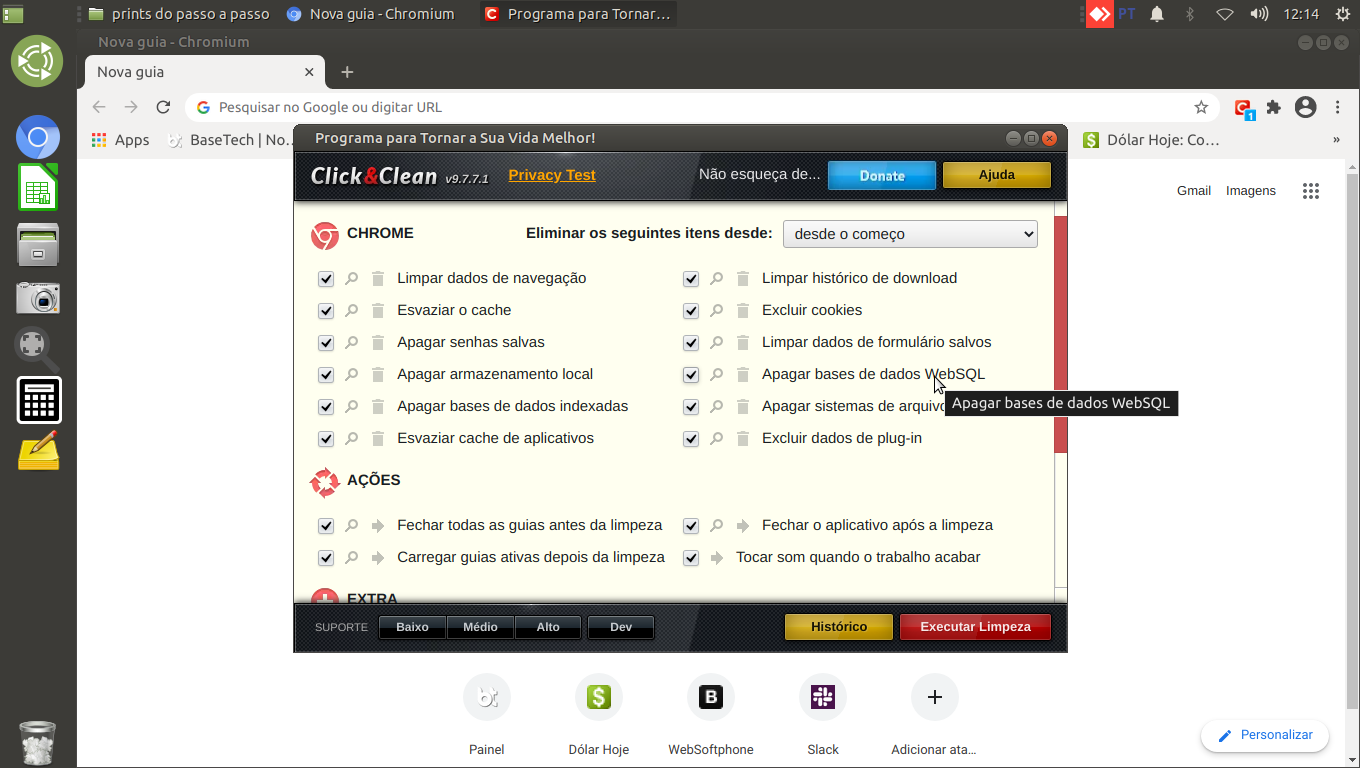 prints do passo a passo
Nova guia - Chromium
Programa para Tornar…
PT
12:14
Nova guia - Chromium
Nova guia
Pesquisar no Google ou digitar URL
1
Apps
bt
BaseTech | No…
Dólar Hoje: Co…
»
Programa para Tornar a Sua Vida Melhor!
Click&Clean v9.7.7.1
Privacy Test
Não esqueça de...
Donate
Ajuda
Gmail
Imagens
CHROME
Eliminar os seguintes itens desde:
desde o começo
Limpar dados de navegação
Limpar histórico de download
Esvaziar o cache
Excluir cookies
Apagar senhas salvas
Limpar dados de formulário salvos
Apagar armazenamento local
Apagar bases de dados WebSQL
Apagar bases de dados indexadas
Apagar sistemas de arquivo
Apagar bases de dados WebSQL
Esvaziar cache de aplicativos
Excluir dados de plug-in
AÇÕES
Fechar todas as guias antes da limpeza
Fechar o aplicativo após a limpeza
Carregar guias ativas depois da limpeza
Tocar som quando o trabalho acabar
EXTRA
SUPORTE
Baixo
Médio
Alto
Dev
Histórico
Executar Limpeza
bt
$
B
Painel
Dólar Hoje
WebSoftphone
Slack
Adicionar ata…
Personalizar